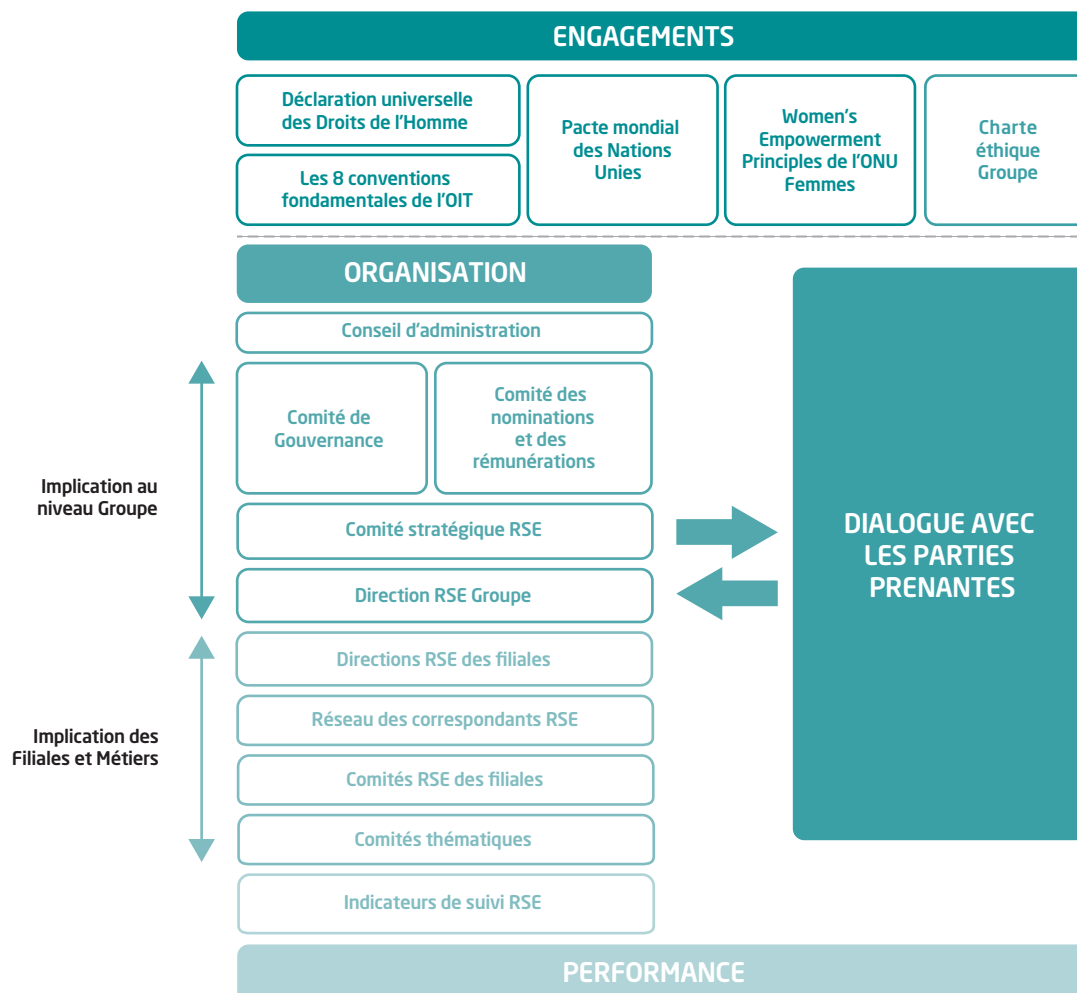 ENGAGEMENTS
Déclaration universelle
des Droits de l'Homme
Les 8 conventions
fondamentales de l'OIT
Pacte mondial
des Nations
Unies
Women's
Empowerment
Principles de l'ONU
Femmes
Charte
éthique
Groupe
ORGANISATION
Conseil d'administration
Comité de
Gouvernance
Comité des
nominations
et des
rémunérations
Implication au
niveau Groupe
Comité stratégique RSE
Direction RSE Groupe
DIALOGUE AVEC
LES PARTIES
PRENANTES
Directions RSE des filiales
Réseau des correspondants RSE
Implication des
Filiales et Métiers
Comités RSE des filiales
Comités thématiques
Indicateurs de suivi RSE
PERFORMANCE